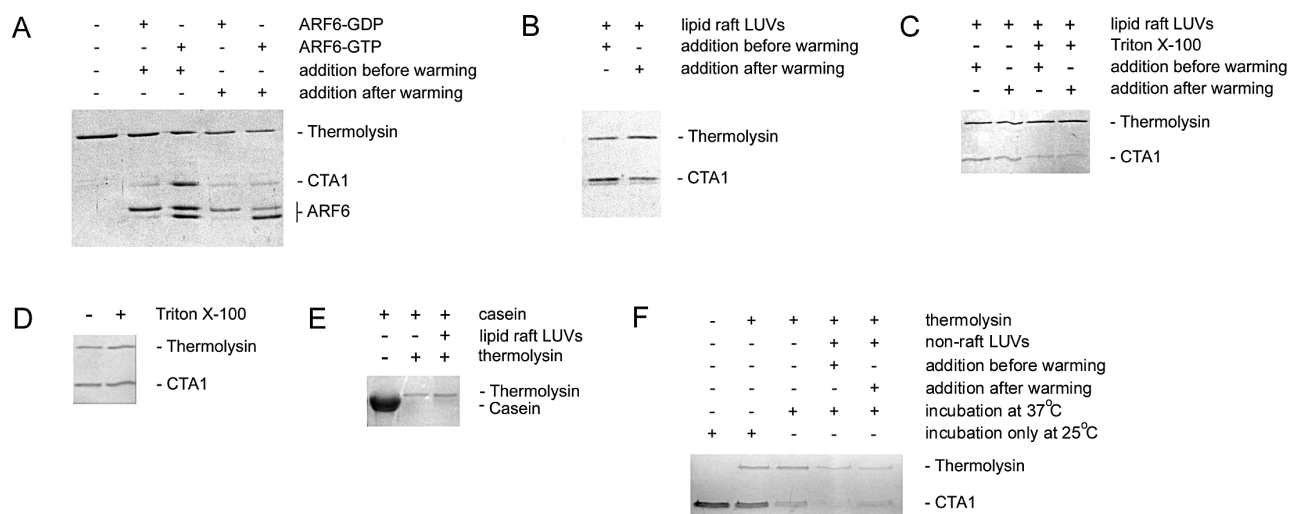 A
- + - + - ARF6-GDP
- - + - + ARF6-GTP
- + + - - addition before warming
- - - + + addition after warming
- Thermolysin
- CTA1
- ARF6
B
+ + lipid raft LUVs
+ - addition before warming
- + addition after warming
- Thermolysin
- CTA1
C
+ + + + lipid raft LUVs
- - + + Triton X-100
+ - + - addition before warming
- + - + addition after warming
- Thermolysin
- CTA1
D
- + Triton X-100
- Thermolysin
- CTA1
E
+ + + casein
- - + lipid raft LUVs
- + + thermolysin
- Thermolysin
- Casein
F
- + + + + thermolysin
- - - + + non-raft LUVs
- - - + - addition before warming
- - - - + addition after warming
- - + + + incubation at 37°C
+ + - - - incubation only at 25°C
- Thermolysin
- CTA1